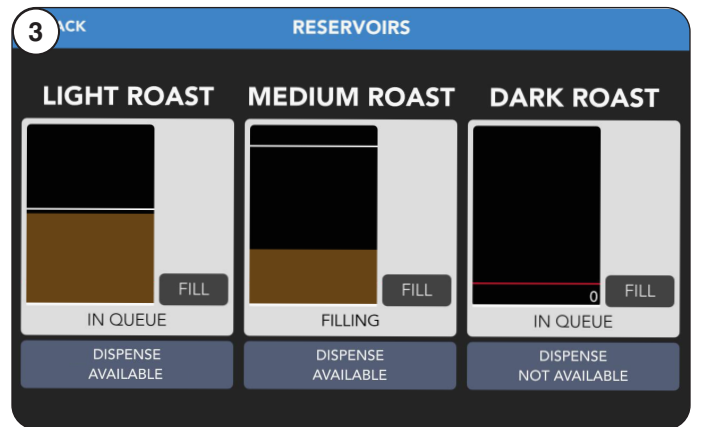 3
ACK
RESERVOIRS
LIGHT ROAST
MEDIUM ROAST
DARK ROAST
FILL
FILL
0
FILL
IN QUEUE
FILLING
IN QUEUE
DISPENSE
AVAILABLE
DISPENSE
AVAILABLE
DISPENSE
NOT AVAILABLE